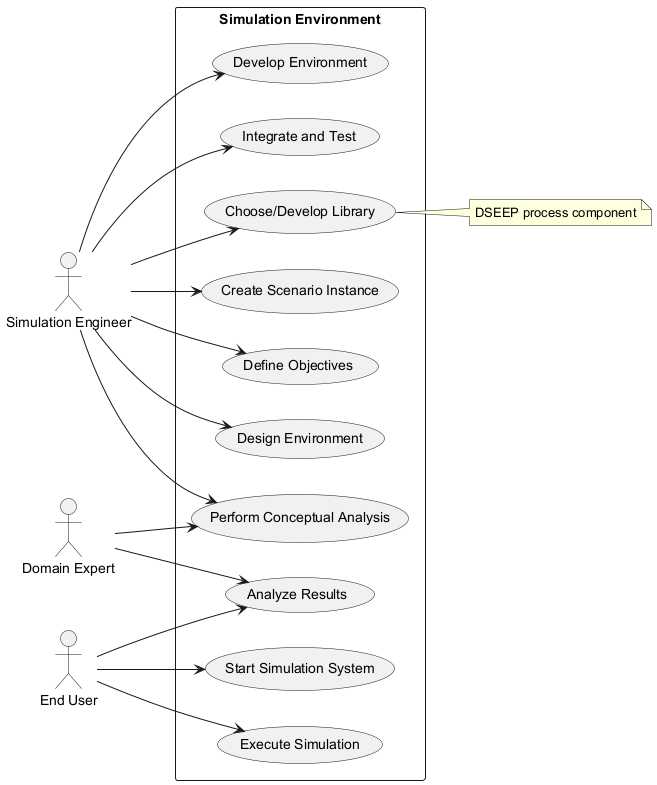 Simulation Environment
Develop Environment
Integrate and Test
Choose/Develop Library
DSEEP process component
Create Scenario Instance
Simulation Engineer
Define Objectives
Design Environment
Perform Conceptual Analysis
Domain Expert
Analyze Results
Start Simulation System
End User
Execute Simulation